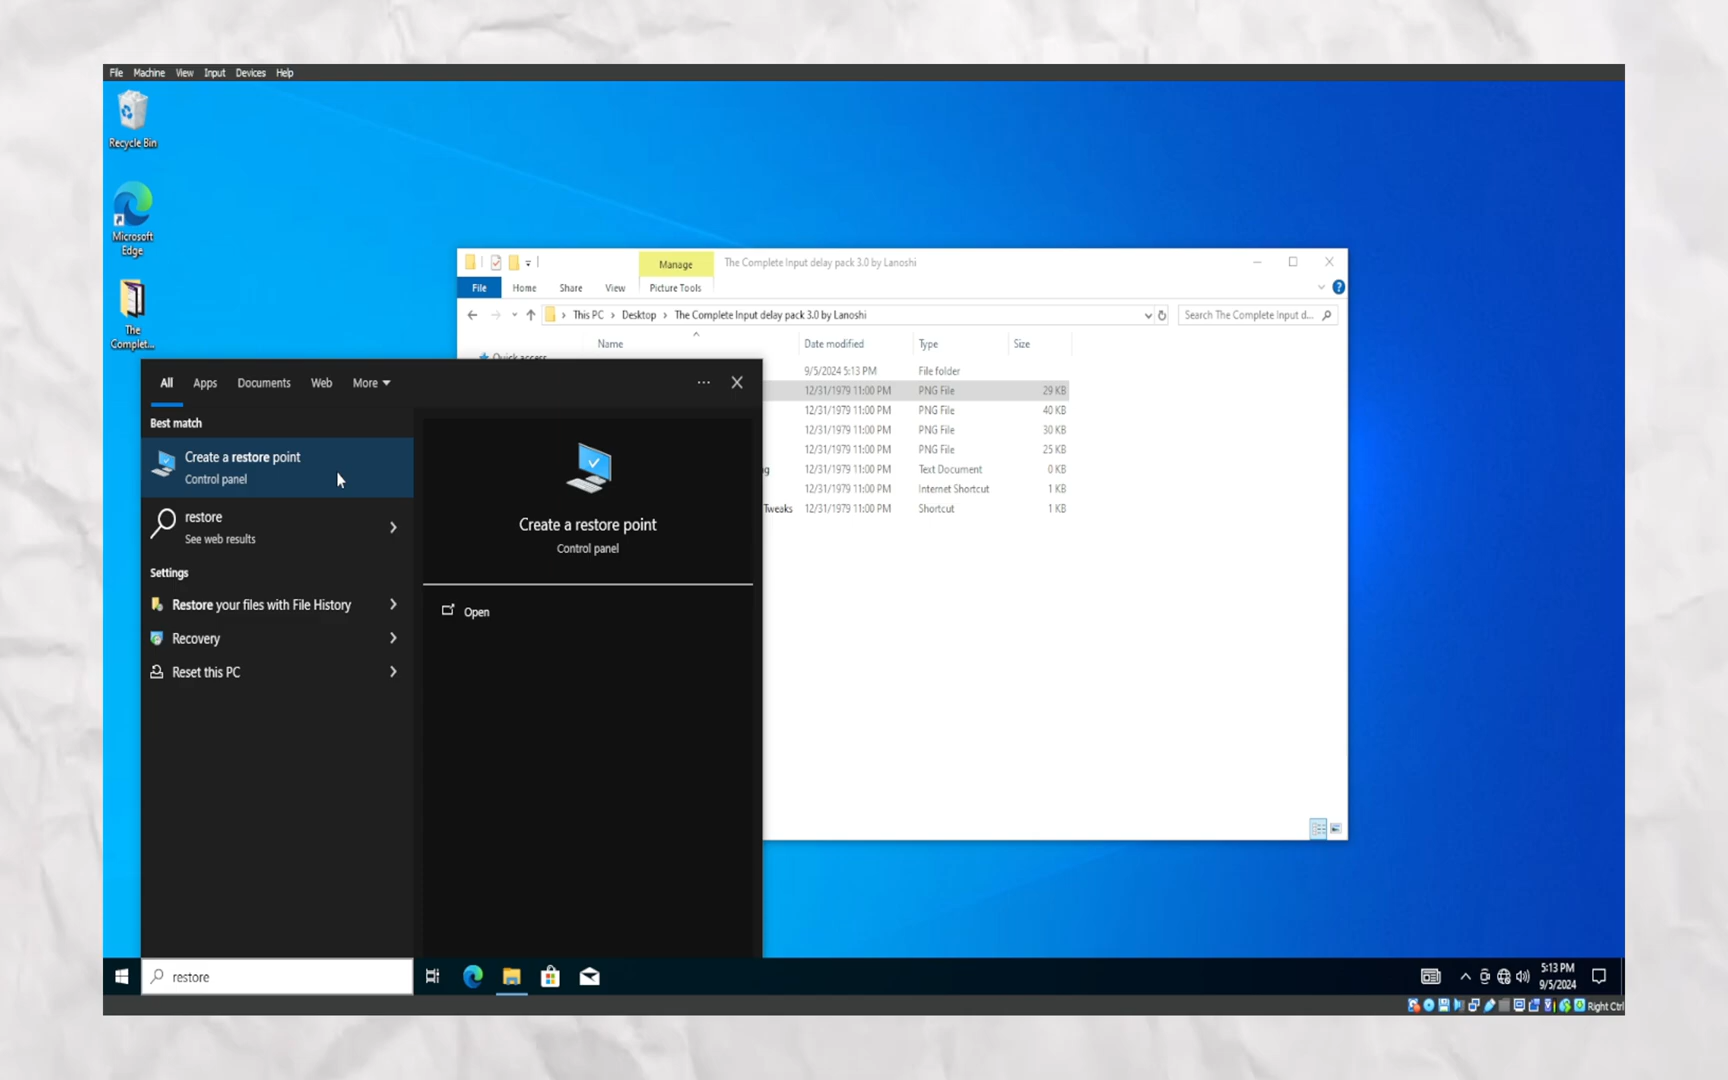 File Machine View Input Devices Help
Recycle Bin
Microsoft
Edge
The
Complet...
Manage
The Complete Input delay pack 3.0 by Lanoshi
File Home Share View Picture Tools
This PC > Desktop > The Complete Input delay pack 3.0 by Lanoshi
Search The Complete Input d...
Name Date modified Type Size
Quick access
9/5/2024 5:13 PM File folder
12/31/1979 11:00 PM PNG File 29 KB
12/31/1979 11:00 PM PNG File 40 KB
12/31/1979 11:00 PM PNG File 30 KB
12/31/1979 11:00 PM PNG File 25 KB
12/31/1979 11:00 PM Text Document 0 KB
12/31/1979 11:00 PM Internet Shortcut 1 KB
Tweaks 12/31/1979 11:00 PM Shortcut 1 KB
All Apps Documents Web More
Best match
Create a restore point
Control panel
restore
See web results
Settings
Restore your files with File History
Recovery
Reset this PC
Create a restore point
Control panel
Open
restore
5:13 PM
9/5/2024
Right Ctrl